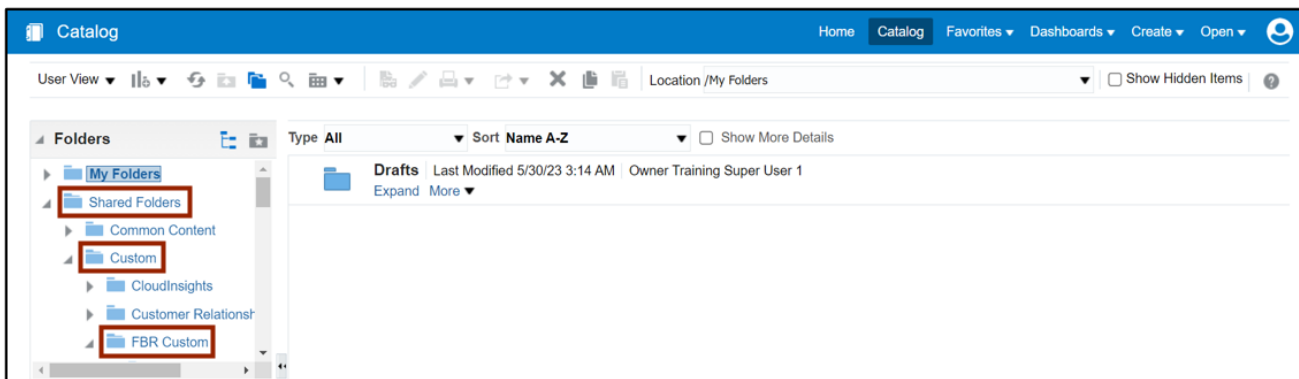 Catalog
Home Catalog Favorites Dashboards Create Open
User View Location /My Folders Show Hidden Items
Folders
Type All Sort Name A-Z Show More Details
My Folders
Shared Folders
Common Content
Custom
CloudInsights
Customer Relationsh
FBR Custom
Drafts Last Modified 5/30/23 3:14 AM Owner Training Super User 1
Expand More